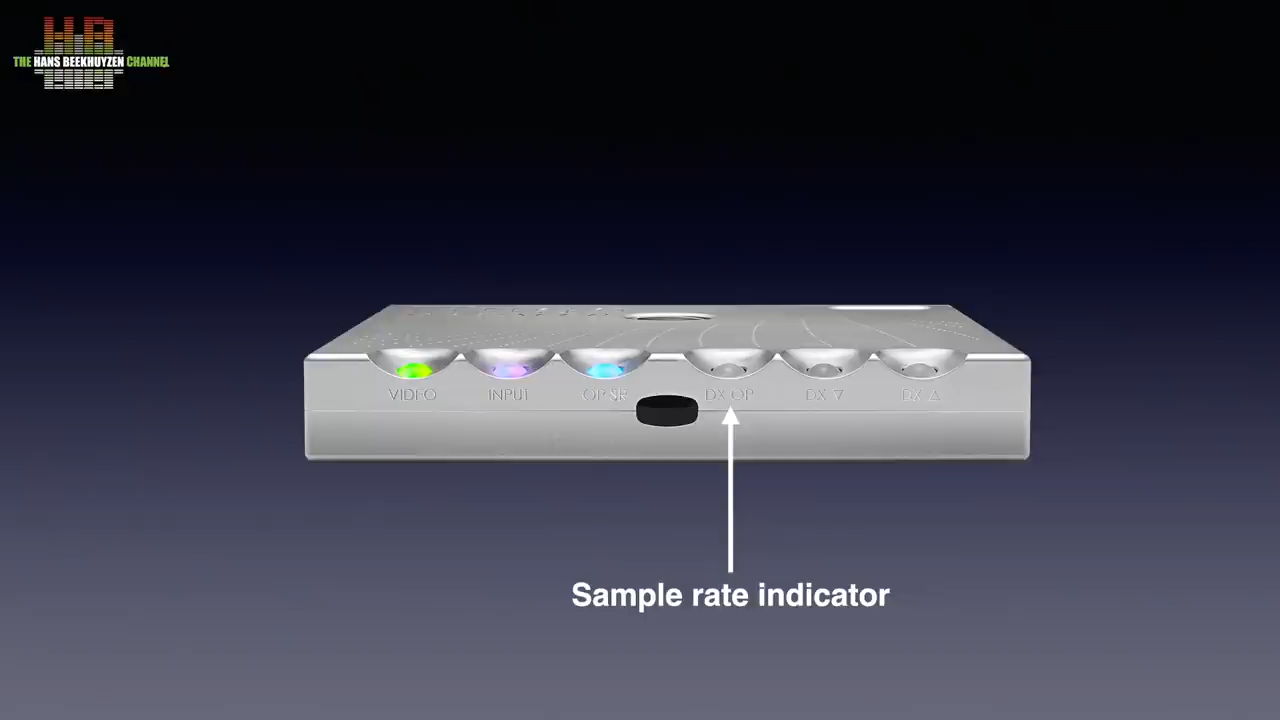 THE HANS BEEKHUYZEN CHANNEL
VIDEO INPUT OP SR DX OP DX ▽ DX △
Sample rate indicator